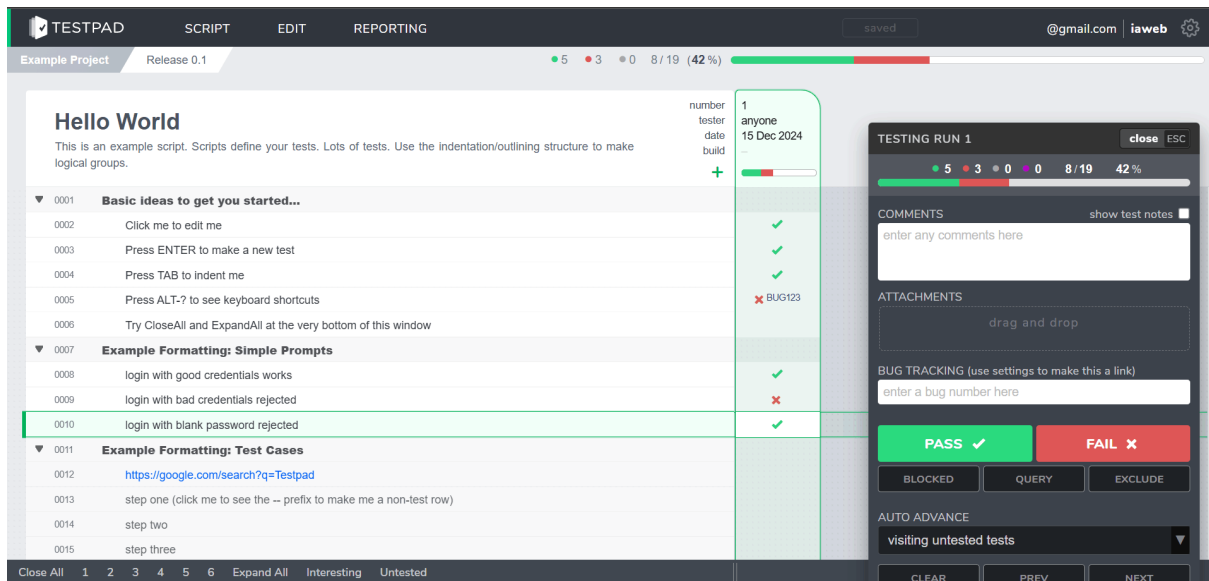 TESTPAD SCRIPT EDIT REPORTING saved @gmail.com iaweb
Example Project Release 0.1 5 3 0 8/19 (42%)
Hello World
This is an example script. Scripts define your tests. Lots of tests. Use the indentation/outlining structure to make
logical groups.
number 1
tester anyone
date 15 Dec 2024
build –
+
0001 Basic ideas to get you started...
0002 Click me to edit me
0003 Press ENTER to make a new test
0004 Press TAB to indent me
0005 Press ALT-? to see keyboard shortcuts BUG123
0006 Try CloseAll and ExpandAll at the very bottom of this window
0007 Example Formatting: Simple Prompts
0008 login with good credentials works
0009 login with bad credentials rejected
0010 login with blank password rejected
0011 Example Formatting: Test Cases
0012 https://google.com/search?q=Testpad
0013 step one (click me to see the -- prefix to make me a non-test row)
0014 step two
0015 step three
Close All 1 2 3 4 5 6 Expand All Interesting Untested
TESTING RUN 1 close ESC
5 3 0 0 8/19 42%
COMMENTS show test notes
enter any comments here
ATTACHMENTS
drag and drop
BUG TRACKING (use settings to make this a link)
enter a bug number here
PASS FAIL
BLOCKED QUERY EXCLUDE
AUTO ADVANCE
visiting untested tests
CLEAR PREV NEXT